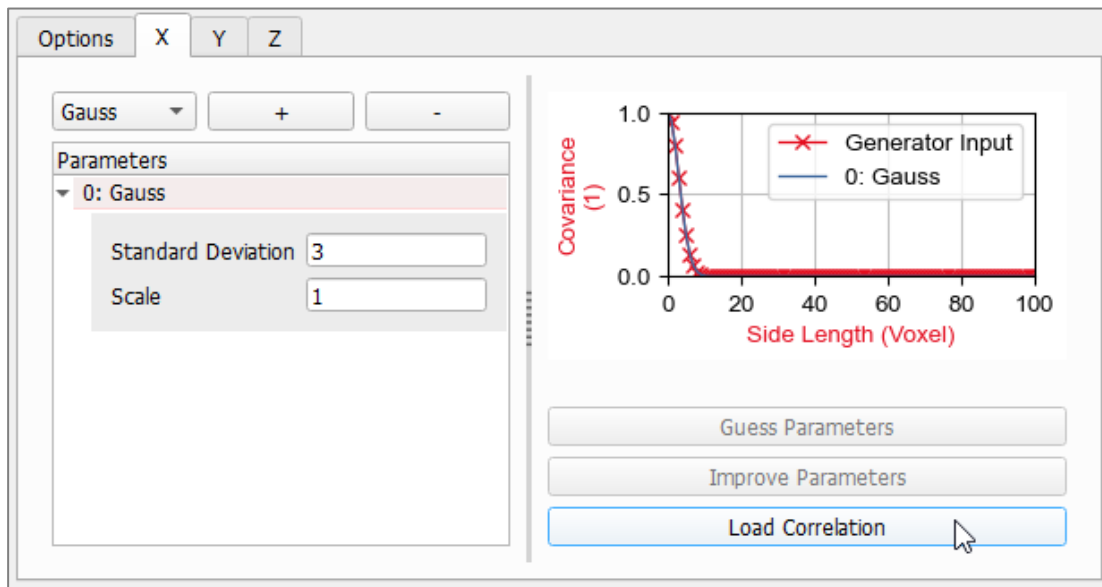 Options X Y Z
Gauss + -
Parameters
0: Gauss
Standard Deviation 3
Scale 1
Covariance
(1)
1.0
0.5
0.0
Generator Input
0: Gauss
0 20 40 60 80 100
Side Length (Voxel)
Guess Parameters
Improve Parameters
Load Correlation